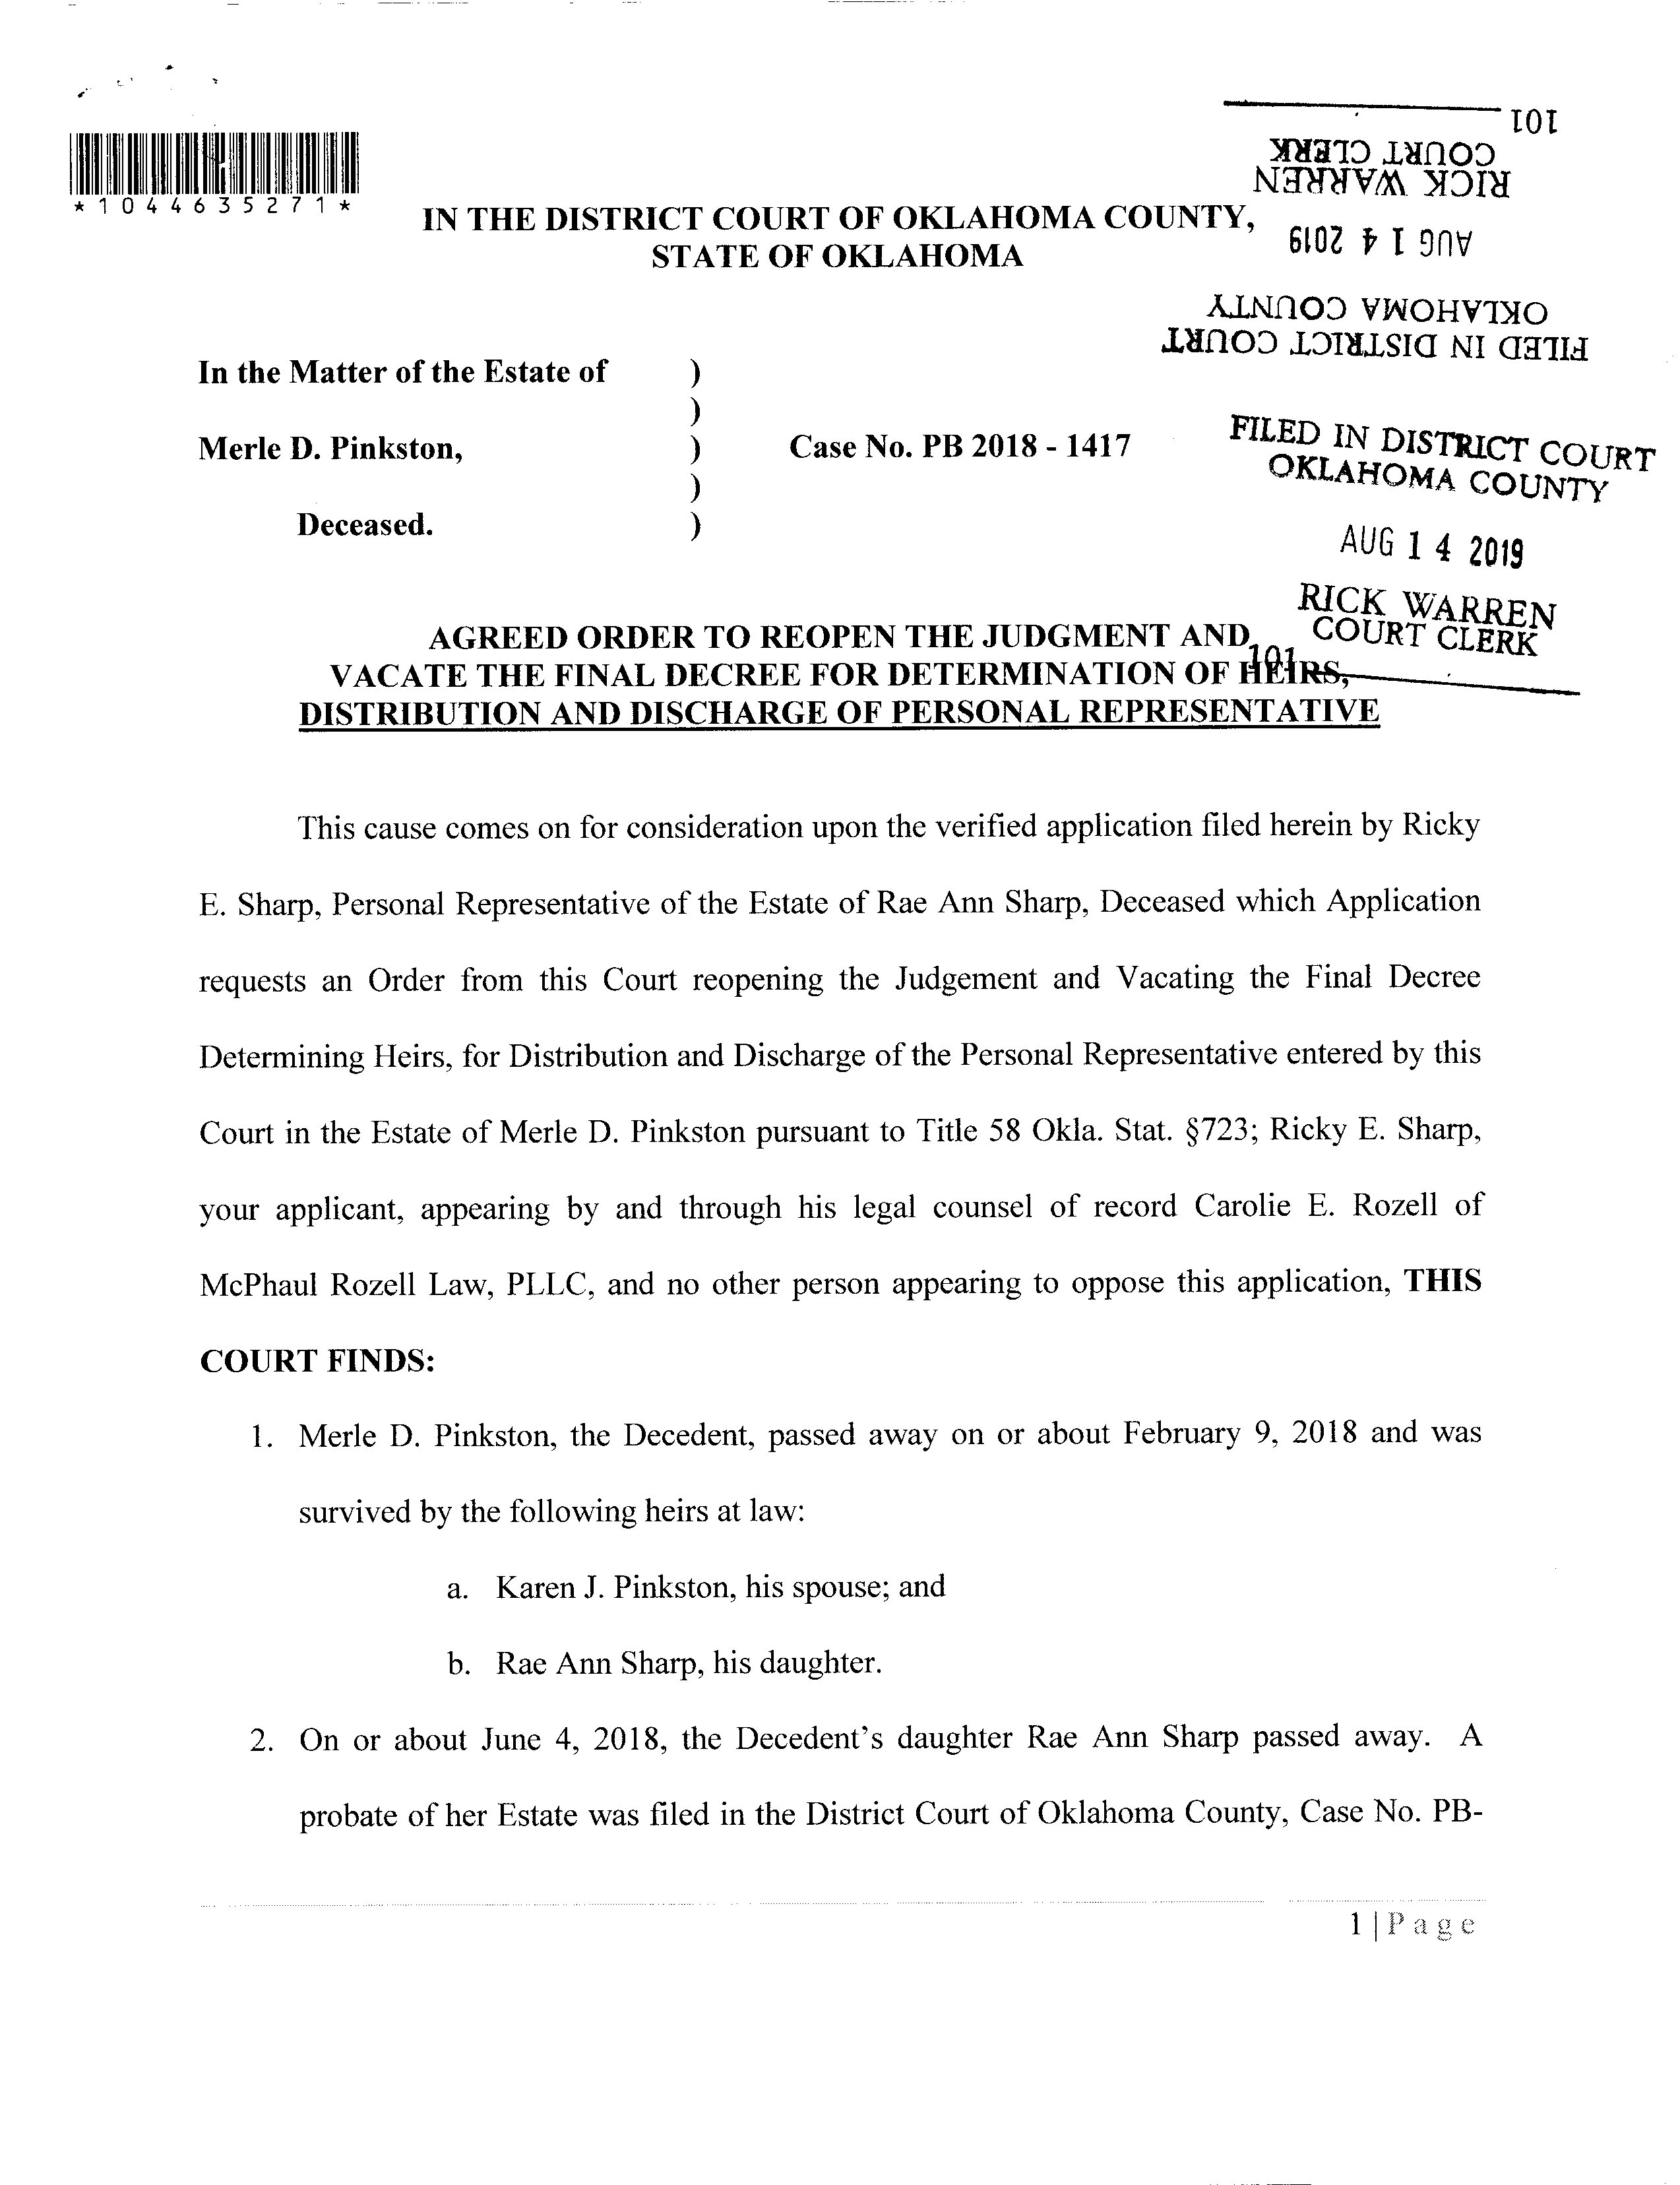 101
RICK WARREN
COURT CLERK
*1044635271*
IN THE DISTRICT COURT OF OKLAHOMA COUNTY,
STATE OF OKLAHOMA
AUG 14 2019
FILED IN DISTRICT COURT
OKLAHOMA COUNTY
In the Matter of the Estate of )
)
Merle D. Pinkston, ) Case No. PB 2018 - 1417
)
Deceased. )
FILED IN DISTRICT COURT
OKLAHOMA COUNTY
AUG 14 2019
RICK WARREN
COURT CLERK
101
AGREED ORDER TO REOPEN THE JUDGMENT AND
VACATE THE FINAL DECREE FOR DETERMINATION OF HEIRS,
DISTRIBUTION AND DISCHARGE OF PERSONAL REPRESENTATIVE
This cause comes on for consideration upon the verified application filed herein by Ricky
E. Sharp, Personal Representative of the Estate of Rae Ann Sharp, Deceased which Application
requests an Order from this Court reopening the Judgement and Vacating the Final Decree
Determining Heirs, for Distribution and Discharge of the Personal Representative entered by this
Court in the Estate of Merle D. Pinkston pursuant to Title 58 Okla. Stat. §723; Ricky E. Sharp,
your applicant, appearing by and through his legal counsel of record Carolie E. Rozell of
McPhaul Rozell Law, PLLC, and no other person appearing to oppose this application, THIS
COURT FINDS:
1. Merle D. Pinkston, the Decedent, passed away on or about February 9, 2018 and was
survived by the following heirs at law:
a. Karen J. Pinkston, his spouse; and
b. Rae Ann Sharp, his daughter.
2. On or about June 4, 2018, the Decedent's daughter Rae Ann Sharp passed away. A
probate of her Estate was filed in the District Court of Oklahoma County, Case No. PB-
1 | Page